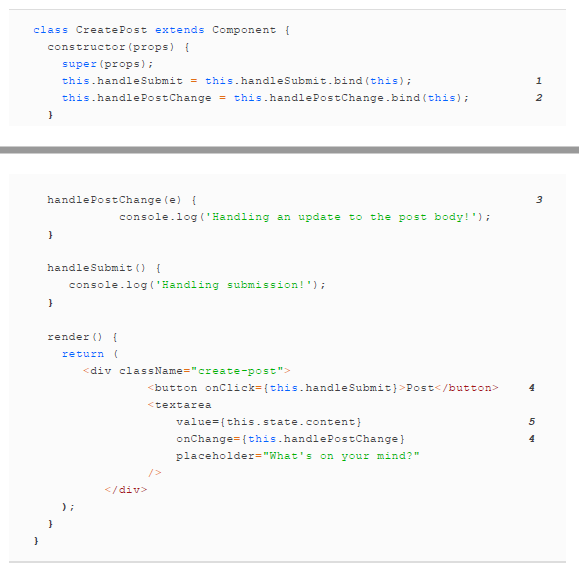 class CreatePost extends Component {
  constructor(props) {
    super(props);
    this.handleSubmit = this.handleSubmit.bind(this); 1
    this.handlePostChange = this.handlePostChange.bind(this); 2
  }
  handlePostChange(e) { 3
            console.log('Handling an update to the post body!');
  }
  handleSubmit() {
     console.log('Handling submission!');
  }
  render() {
    return (
       <div className="create-post">
                <button onClick={this.handleSubmit}>Post</button> 4
                <textarea
                    value={this.state.content} 5
                    onChange={this.handlePostChange} 4
                    placeholder="What's on your mind?"
                />
          </div>
    );
  }
}